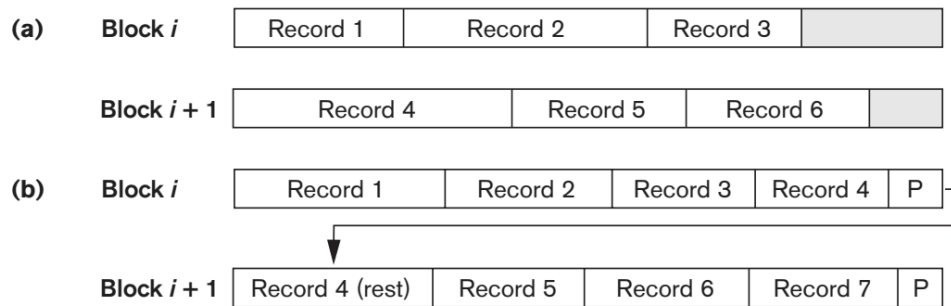 (a) Block i Record 1 Record 2 Record 3
Block i + 1 Record 4 Record 5 Record 6
(b) Block i Record 1 Record 2 Record 3 Record 4 P
Block i + 1 Record 4 (rest) Record 5 Record 6 Record 7 P